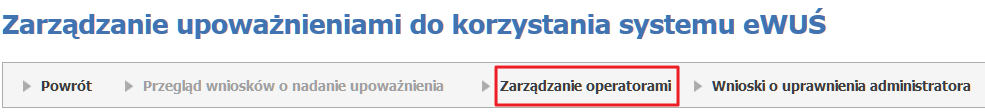 Zarządzanie upoważnieniami do korzystania systemu eWUŚ
Powrót Przegląd wniosków o nadanie upoważnienia Zarządzanie operatorami Wnioski o uprawnienia administratora